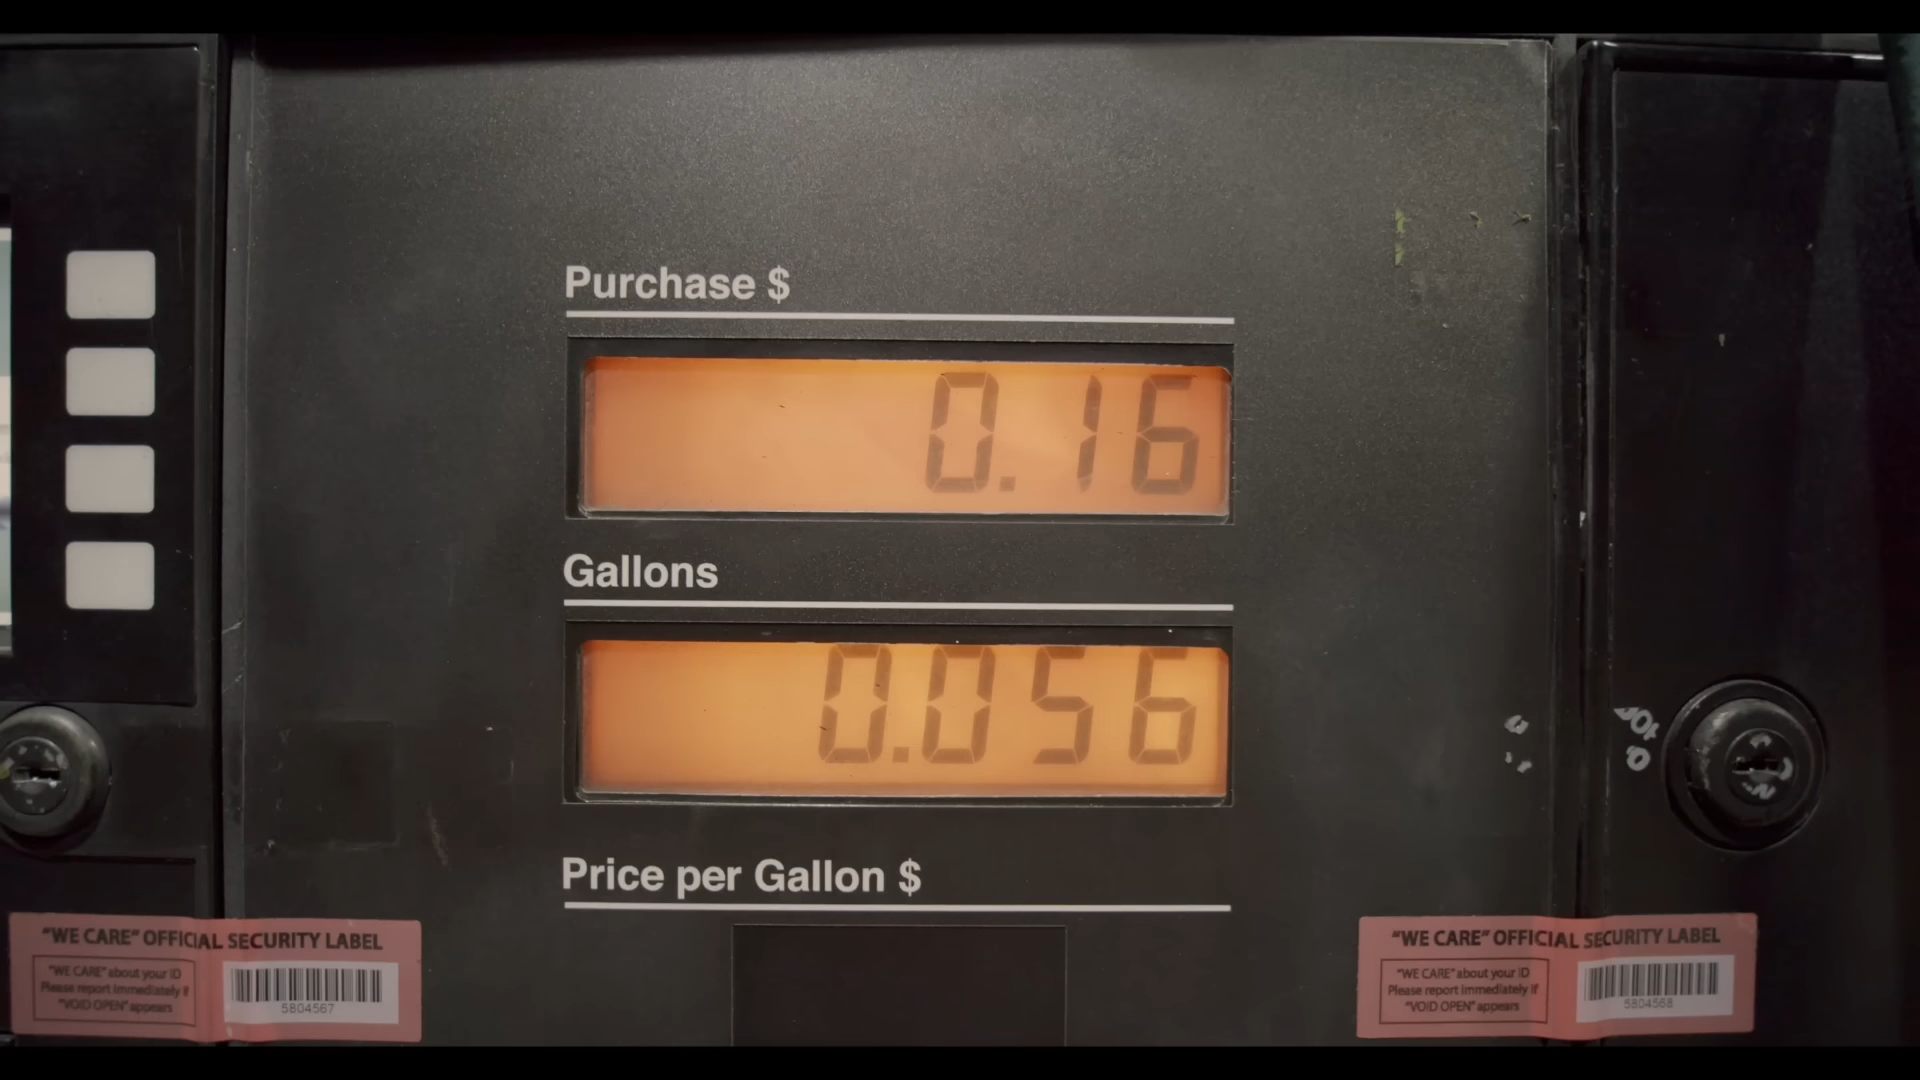 Purchase $
0.16
Gallons
0.056
Price per Gallon $
"WE CARE" OFFICIAL SECURITY LABEL
"WE CARE" about your ID
Please report immediately if
"VOID OPEN" appears
5804567
"WE CARE" OFFICIAL SECURITY LABEL
"WE CARE" about your ID
Please report immediately if
"VOID OPEN" appears
5804568